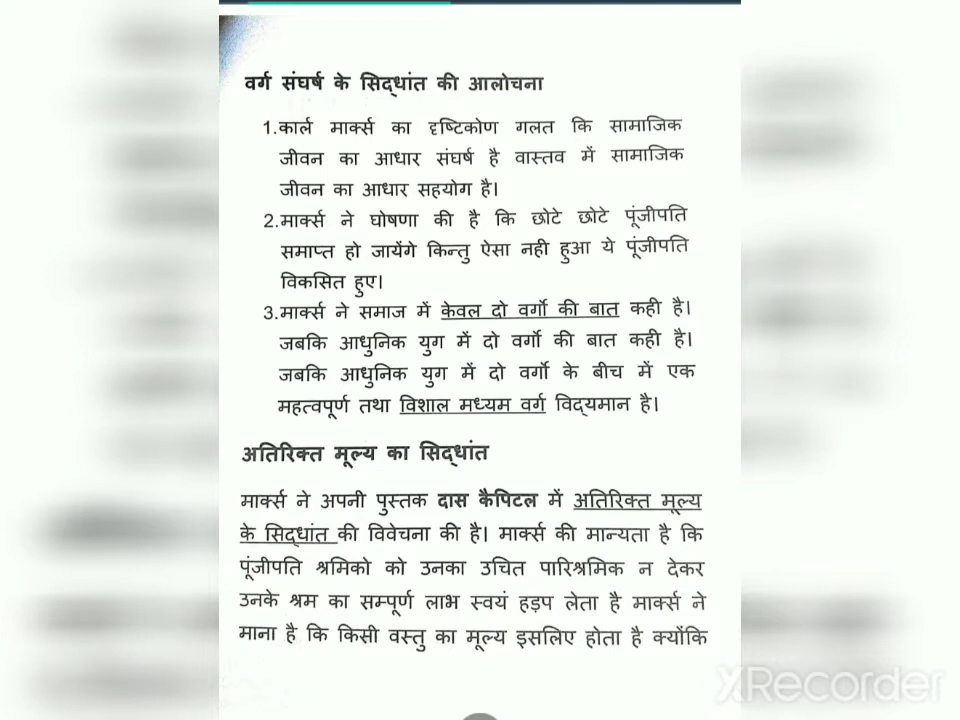 वर्ग संघर्ष के सिद्धांत की आलोचना
1.कार्ल मार्क्स का दृष्टिकोण गलत कि सामाजिक
जीवन का आधार संघर्ष है वास्तव में सामाजिक
जीवन का आधार सहयोग है।
2.मार्क्स ने घोषणा की है कि छोटे छोटे पूंजीपति
समाप्त हो जायेंगे किन्तु ऐसा नही हुआ ये पूंजीपति
विकसित हुए।
3.मार्क्स ने समाज में केवल दो वर्गो की बात कही है।
जबकि आधुनिक युग में दो वर्गो की बात कही है।
जबकि आधुनिक युग में दो वर्गो के बीच में एक
महत्वपूर्ण तथा विशाल मध्यम वर्ग विद्यमान है।
अतिरिक्त मूल्य का सिद्धांत
मार्क्स ने अपनी पुस्तक दास कैपिटल में अतिरिक्त मूल्य
के सिद्धांत की विवेचना की है। मार्क्स की मान्यता है कि
पूंजीपति श्रमिको को उनका उचित पारिश्रमिक न देकर
उनके श्रम का सम्पूर्ण लाभ स्वयं हड़प लेता है मार्क्स ने
माना है कि किसी वस्तु का मूल्य इसलिए होता है क्योंकि
XRecorder